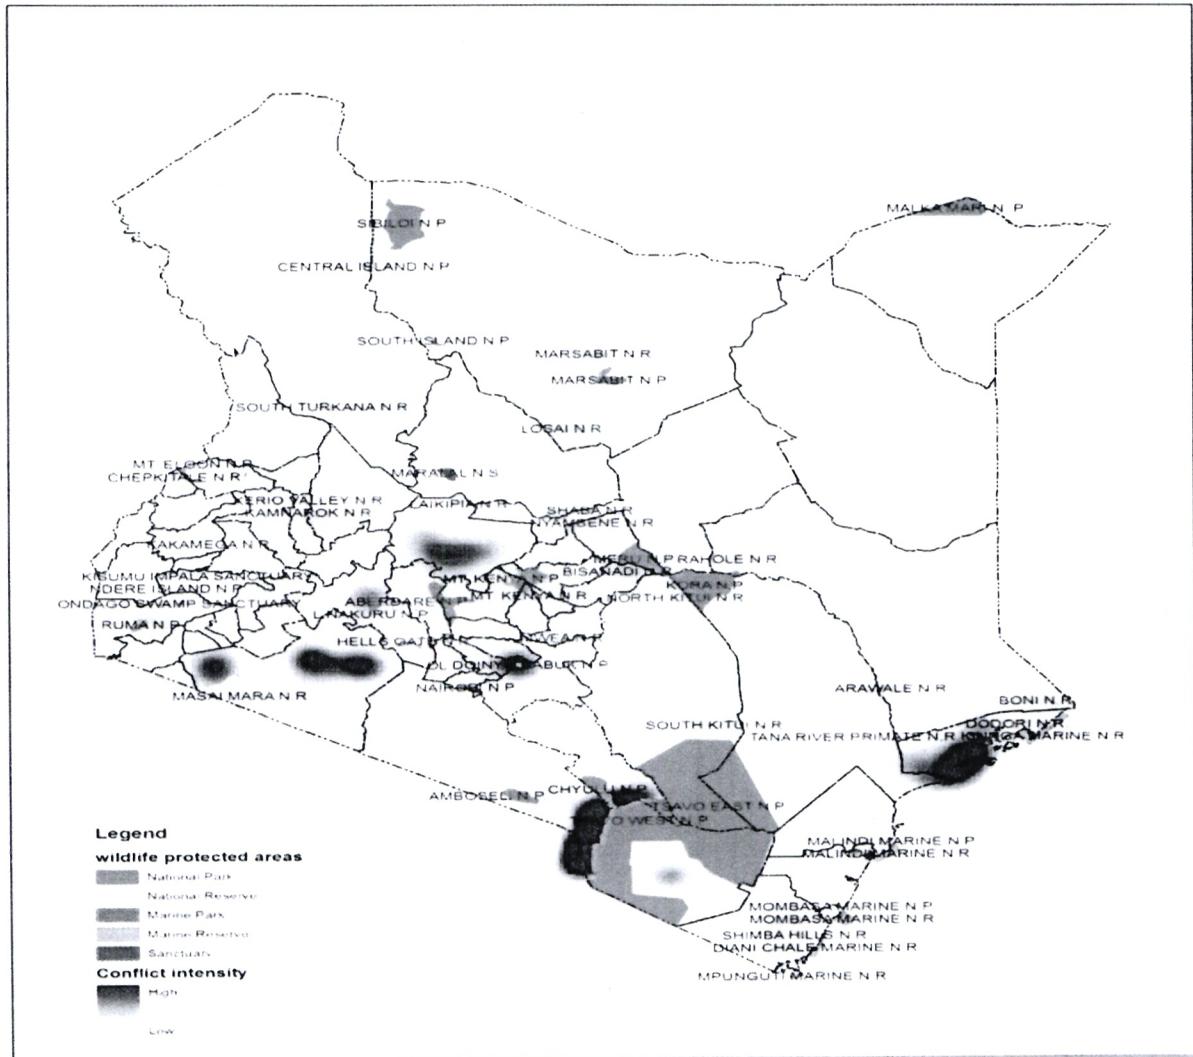 MALKA MARI N P
SIBILOI N P
CENTRAL ISLAND N P
SOUTH ISLAND N P
MARSABIT N R
MARSABIT N P
SOUTH TURKANA N R
LOSAI N R
MT ELGON N R
CHEPKITALE N R
MARALAL N S
KERIO VALLEY N R
KAMNAROK N R
LAIKIPIA N R
SHABA N R
NYAMBENE N R
KAKAMEGA N R
MERU N P RAHOLE N R
KISUMU IMPALA SANCTUARY
MT KENYA N P
BISANADI N R
NDERE ISLAND N P
KORA N P
ONDAGO SWAMP SANCTUARY
ABERDARE N P
MT KENYA N R
NORTH KITUI N R
L NAKURU N P
RUMA N P
HELLS GATE N P
MWEA N R
OL DOINYO SABUK N P
MASAI MARA N R
NAIROBI N P
ARAWALE N R
BONI N R
SOUTH KITUI N R
DODORI N R
TANA RIVER PRIMATE N R KIUNGA MARINE N R
AMBOSELI N P
CHYULU N P
TSAVO EAST N P
TSAVO WEST N P
MALINDI MARINE N P
MALINDI MARINE N R
MOMBASA MARINE N P
MOMBASA MARINE N R
SHIMBA HILLS N R
DIANI CHALE MARINE N R
MPUNGUTI MARINE N R
Legend
wildlife protected areas
National Park
National Reserve
Marine Park
Marine Reserve
Sanctuary
Conflict intensity
High
Low